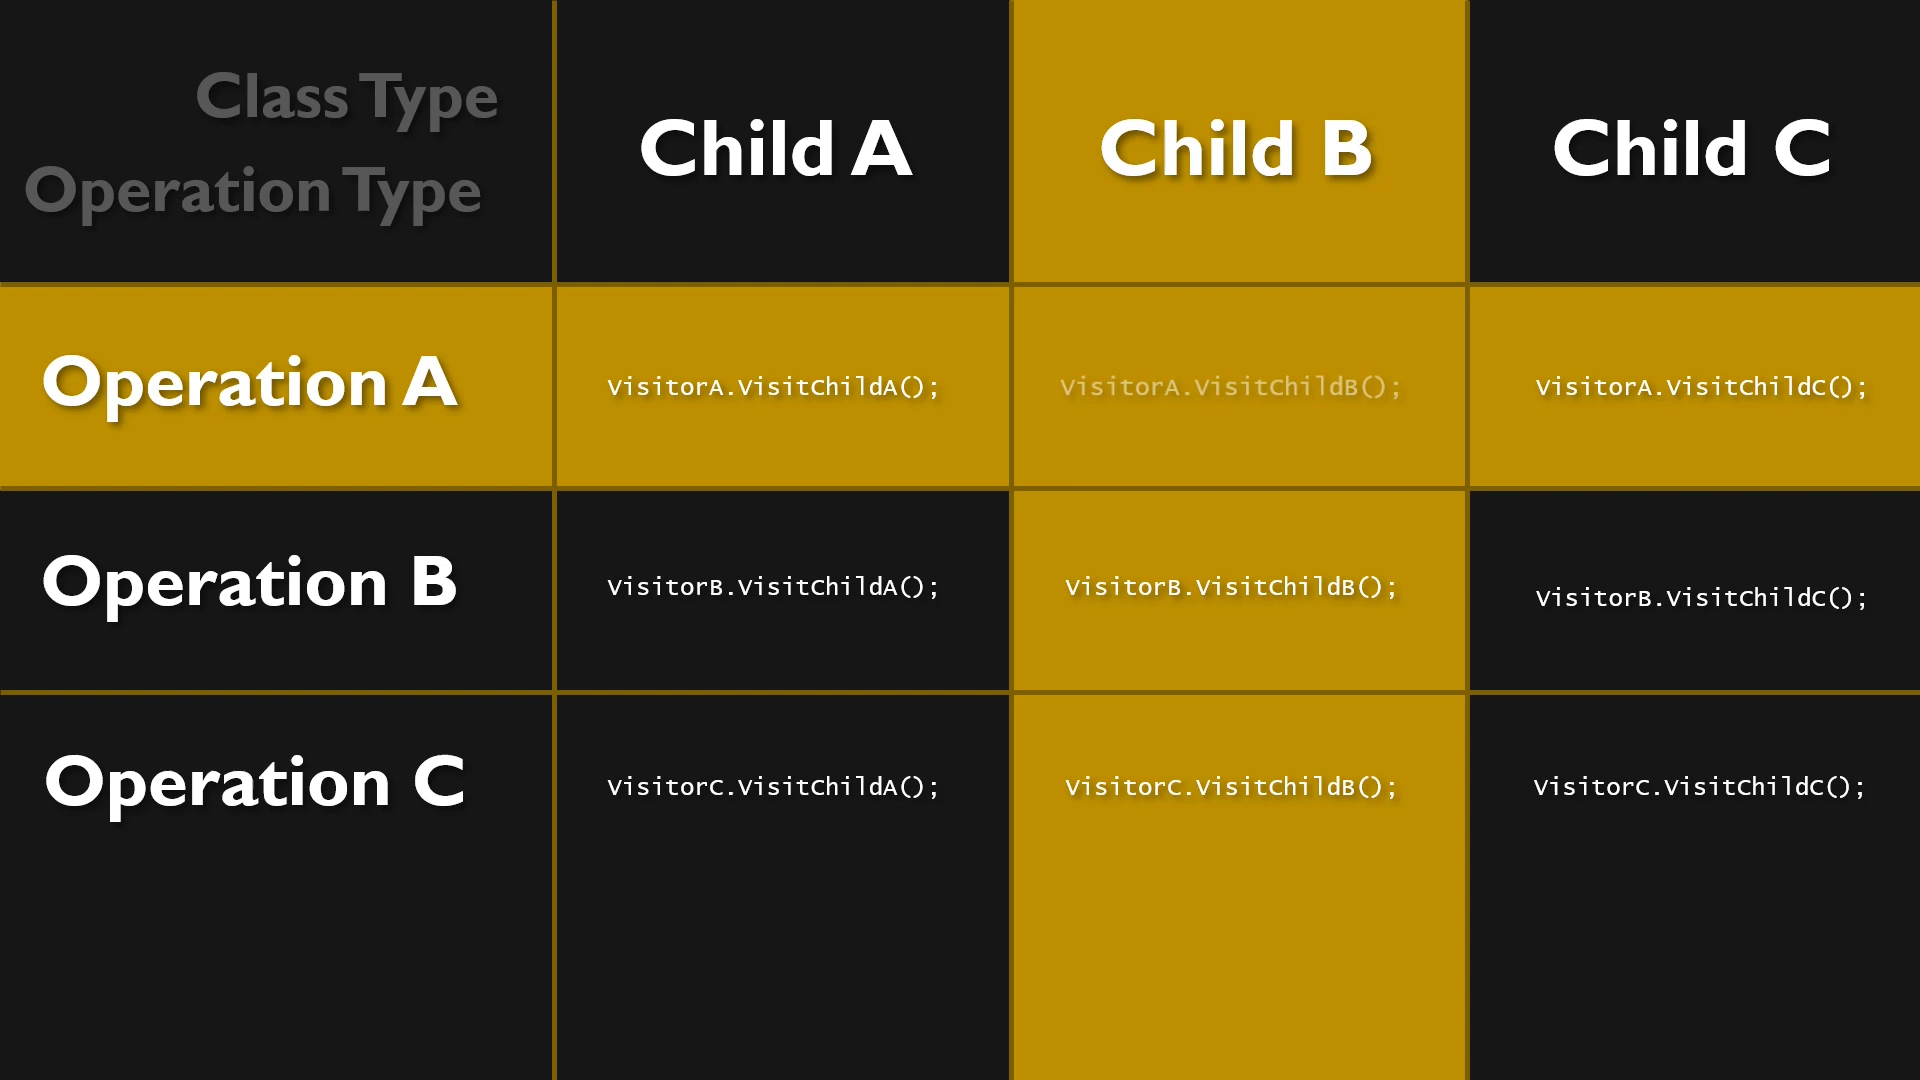 Class Type
Operation Type
Child A
Child B
Child C
Operation A
VisitorA.VisitChildA();
VisitorA.VisitChildB();
VisitorA.VisitChildC();
Operation B
VisitorB.VisitChildA();
VisitorB.VisitChildB();
VisitorB.VisitChildC();
Operation C
VisitorC.VisitChildA();
VisitorC.VisitChildB();
VisitorC.VisitChildC();